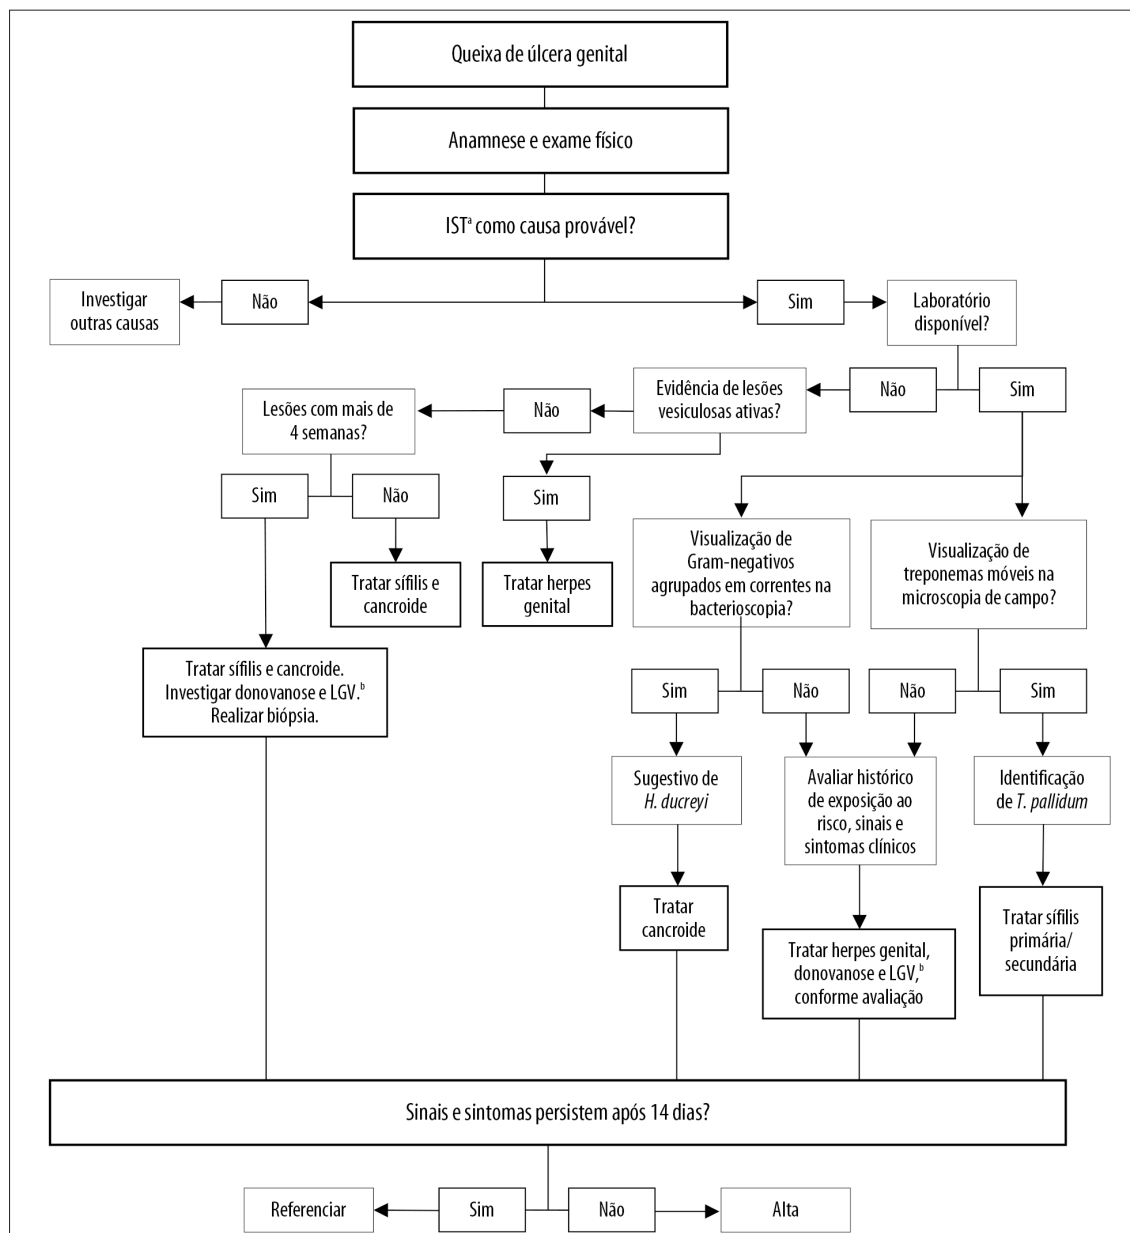 Queixa de úlcera genital
Anamnese e exame físico
ISTª como causa provável?
Investigar
outras causas
Não
Sim
Laboratório
disponível?
Lesões com mais de
4 semanas?
Não
Evidência de lesões
vesiculosas ativas?
Não
Sim
Sim
Não
Sim
Tratar sífilis e
cancroide
Tratar herpes
genital
Visualização de
Gram-negativos
agrupados em correntes na
bacterioscopia?
Visualização de
treponemas móveis na
microscopia de campo?
Tratar sífilis e cancroide.
Investigar donovanose e LGV.ᵇ
Realizar biópsia.
Sim
Não
Não
Sim
Sugestivo de
H. ducreyi
Avaliar histórico
de exposição ao
risco, sinais e
sintomas clínicos
Identificação
de T. pallidum
Tratar
cancroide
Tratar herpes genital,
donovanose e LGV,ᵇ
conforme avaliação
Tratar sífilis
primária/
secundária
Sinais e sintomas persistem após 14 dias?
Referenciar
Sim
Não
Alta